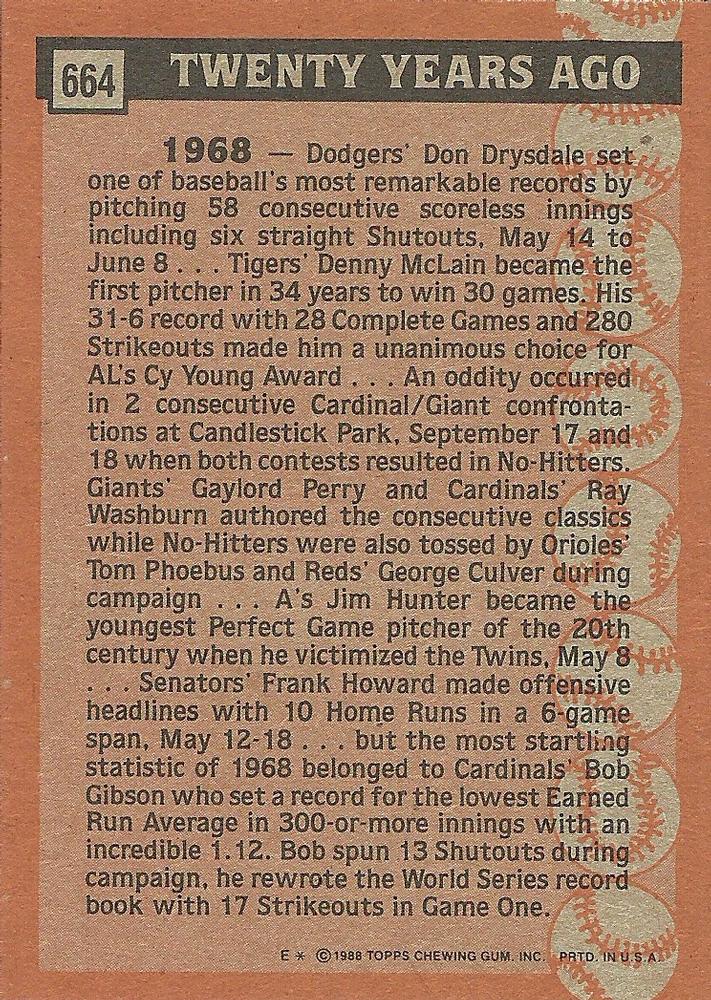 664 TWENTY YEARS AGO
1968 — Dodgers' Don Drysdale set
one of baseball's most remarkable records by
pitching 58 consecutive scoreless innings
including six straight Shutouts, May 14 to
June 8 . . . Tigers' Denny McLain became the
first pitcher in 34 years to win 30 games. His
31-6 record with 28 Complete Games and 280
Strikeouts made him a unanimous choice for
AL's Cy Young Award . . . An oddity occurred
in 2 consecutive Cardinal/Giant confronta-
tions at Candlestick Park, September 17 and
18 when both contests resulted in No-Hitters.
Giants' Gaylord Perry and Cardinals' Ray
Washburn authored the consecutive classics
while No-Hitters were also tossed by Orioles'
Tom Phoebus and Reds' George Culver during
campaign . . . A's Jim Hunter became the
youngest Perfect Game pitcher of the 20th
century when he victimized the Twins, May 8
. . . Senators' Frank Howard made offensive
headlines with 10 Home Runs in a 6-game
span, May 12-18 . . . but the most startling
statistic of 1968 belonged to Cardinals' Bob
Gibson who set a record for the lowest Earned
Run Average in 300-or-more innings with an
incredible 1.12. Bob spun 13 Shutouts during
campaign, he rewrote the World Series record
book with 17 Strikeouts in Game One.
E * © 1988 TOPPS CHEWING GUM, INC. PRTD. IN U.S.A.